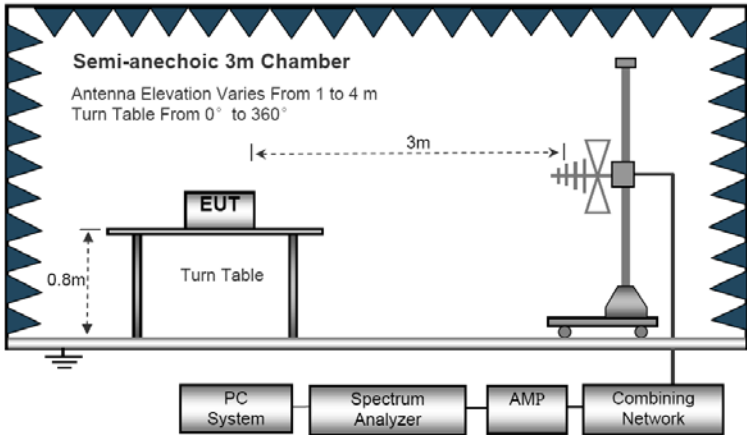 Semi-anechoic 3m Chamber
Antenna Elevation Varies From 1 to 4 m
Turn Table From 0° to 360°
3m
EUT
0.8m
Turn Table
PC
System
Spectrum
Analyzer
AMP
Combining
Network